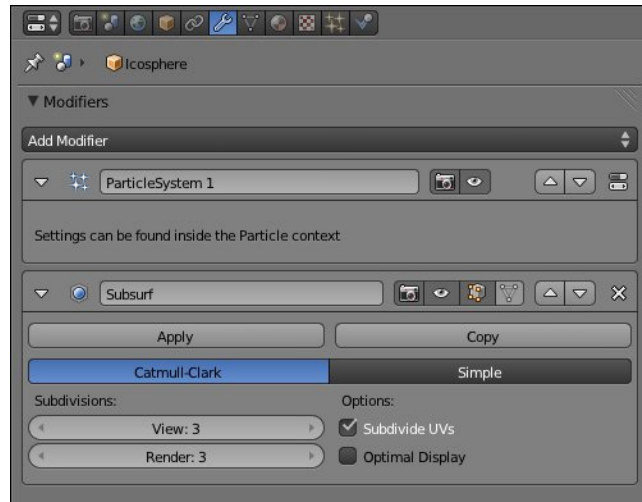 Icosphere
Modifiers
Add Modifier
ParticleSystem 1
Settings can be found inside the Particle context
Subsurf
Apply Copy
Catmull-Clark Simple
Subdivisions: Options:
View: 3 Subdivide UVs
Render: 3 Optimal Display